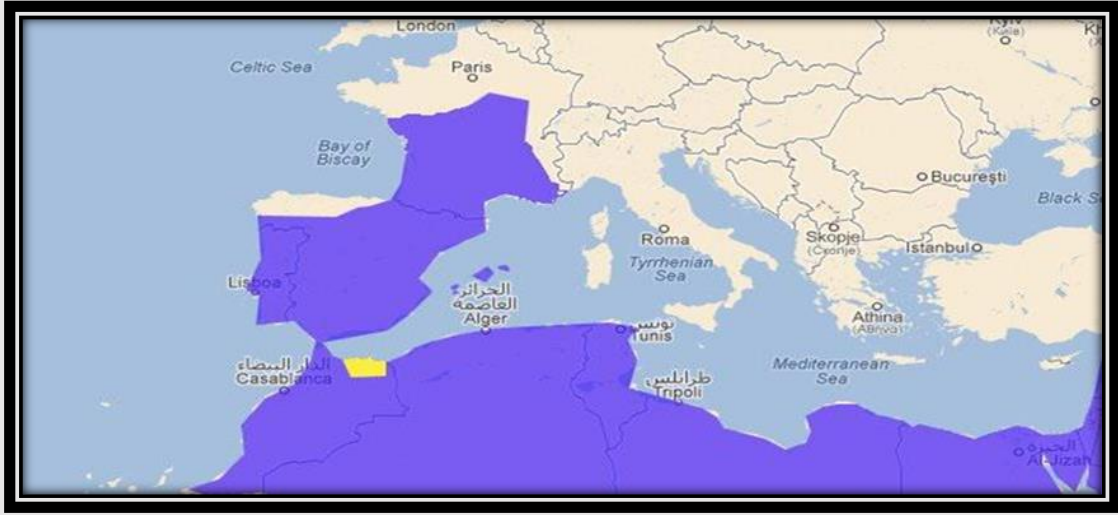 London
(Київ)
Celtic Sea
Paris
Bay of
Biscay
București
Black S
Roma
Skopje
(Скопје)
Istanbul
Tyrrhenian
Sea
Lisboa
الجزائر
العاصمة
Alger
Athina
(Αθήνα)
تونس
Tunis
الدار البيضاء
Casablanca
Mediterranean
Sea
طرابلس
Tripoli
الجيزة
Al-Jizah